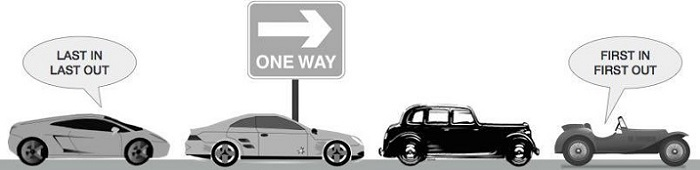 LAST IN
LAST OUT
ONE WAY
FIRST IN
FIRST OUT